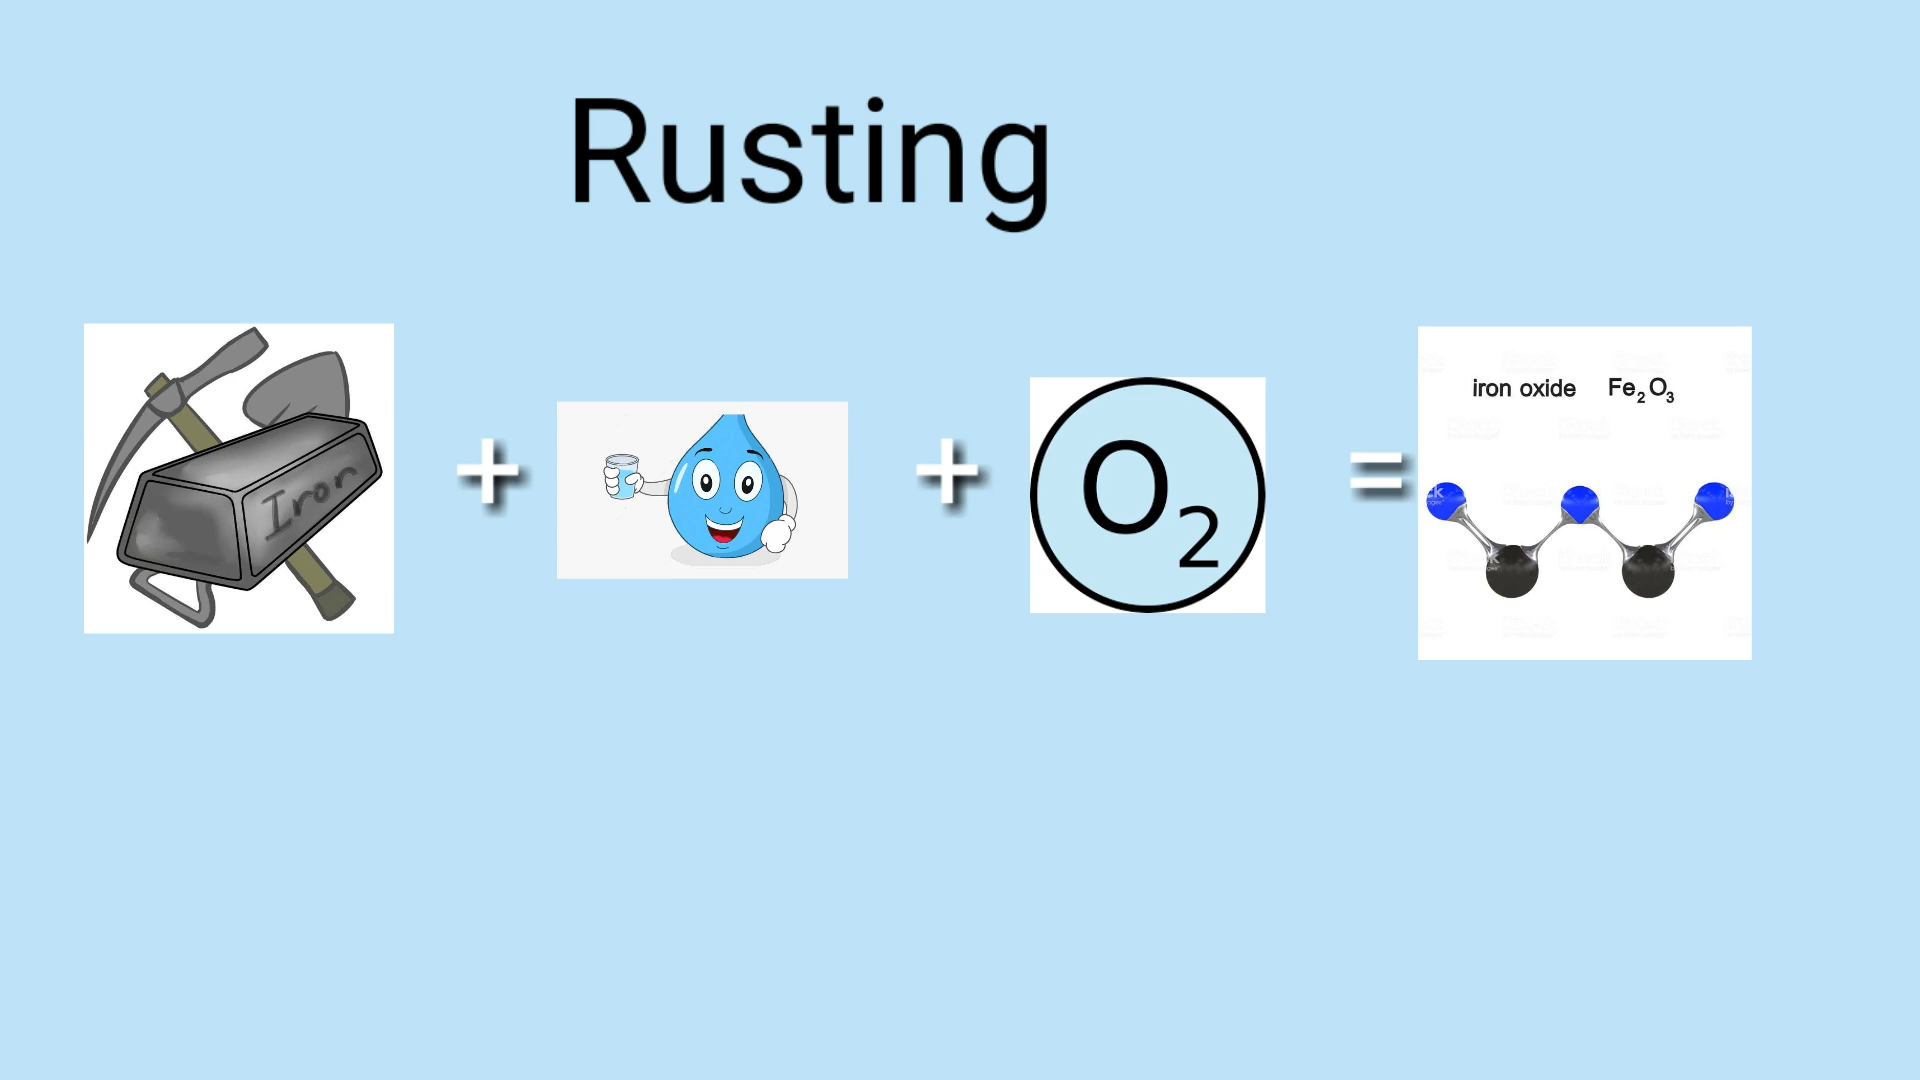 Rusting
iron oxide Fe₂O₃
Iron
+ + O₂ =